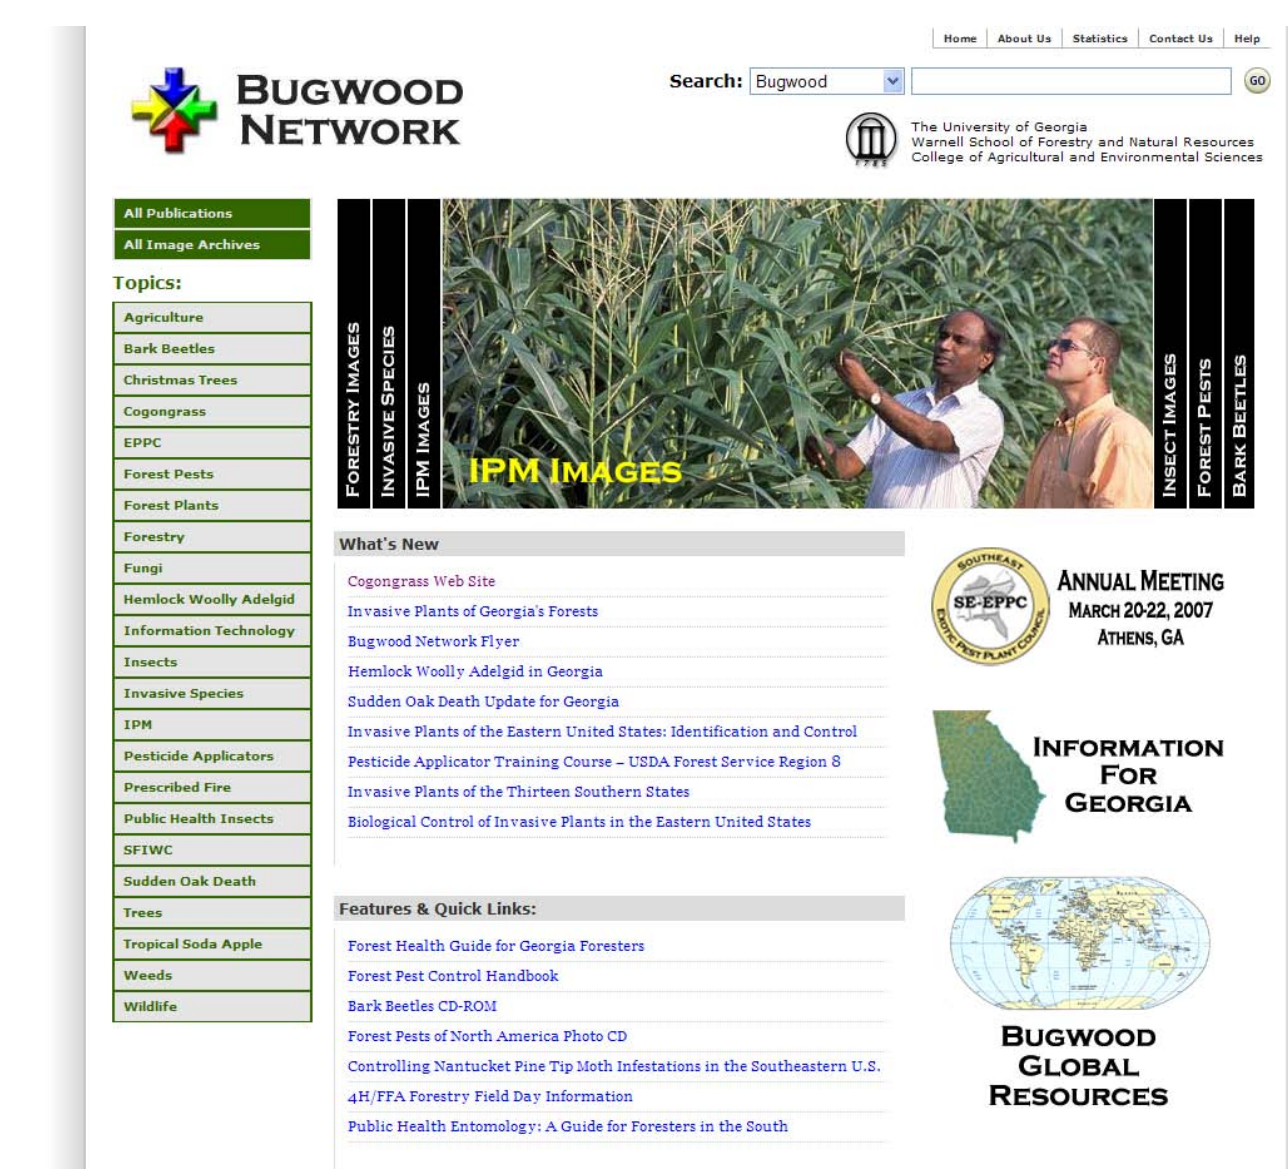 Home About Us Statistics Contact Us Help
BUGWOOD
NETWORK
Search: Bugwood GO
1785
The University of Georgia
Warnell School of Forestry and Natural Resources
College of Agricultural and Environmental Sciences
All Publications
All Image Archives
Topics:
Agriculture
Bark Beetles
Christmas Trees
Cogongrass
EPPC
Forest Pests
Forest Plants
Forestry
Fungi
Hemlock Woolly Adelgid
Information Technology
Insects
Invasive Species
IPM
Pesticide Applicators
Prescribed Fire
Public Health Insects
SFIWC
Sudden Oak Death
Trees
Tropical Soda Apple
Weeds
Wildlife
FORESTRY IMAGES
INVASIVE SPECIES
IPM IMAGES
IPM IMAGES
INSECT IMAGES
FOREST PESTS
BARK BEETLES
What's New
Cogongrass Web Site
Invasive Plants of Georgia's Forests
Bugwood Network Flyer
Hemlock Woolly Adelgid in Georgia
Sudden Oak Death Update for Georgia
Invasive Plants of the Eastern United States: Identification and Control
Pesticide Applicator Training Course – USDA Forest Service Region 8
Invasive Plants of the Thirteen Southern States
Biological Control of Invasive Plants in the Eastern United States
Features & Quick Links:
Forest Health Guide for Georgia Foresters
Forest Pest Control Handbook
Bark Beetles CD-ROM
Forest Pests of North America Photo CD
Controlling Nantucket Pine Tip Moth Infestations in the Southeastern U.S.
4H/FFA Forestry Field Day Information
Public Health Entomology: A Guide for Foresters in the South
SOUTHEAST
SE-EPPC
EXOTIC PEST PLANT COUNCIL
ANNUAL MEETING
MARCH 20-22, 2007
ATHENS, GA
INFORMATION
FOR
GEORGIA
BUGWOOD
GLOBAL
RESOURCES